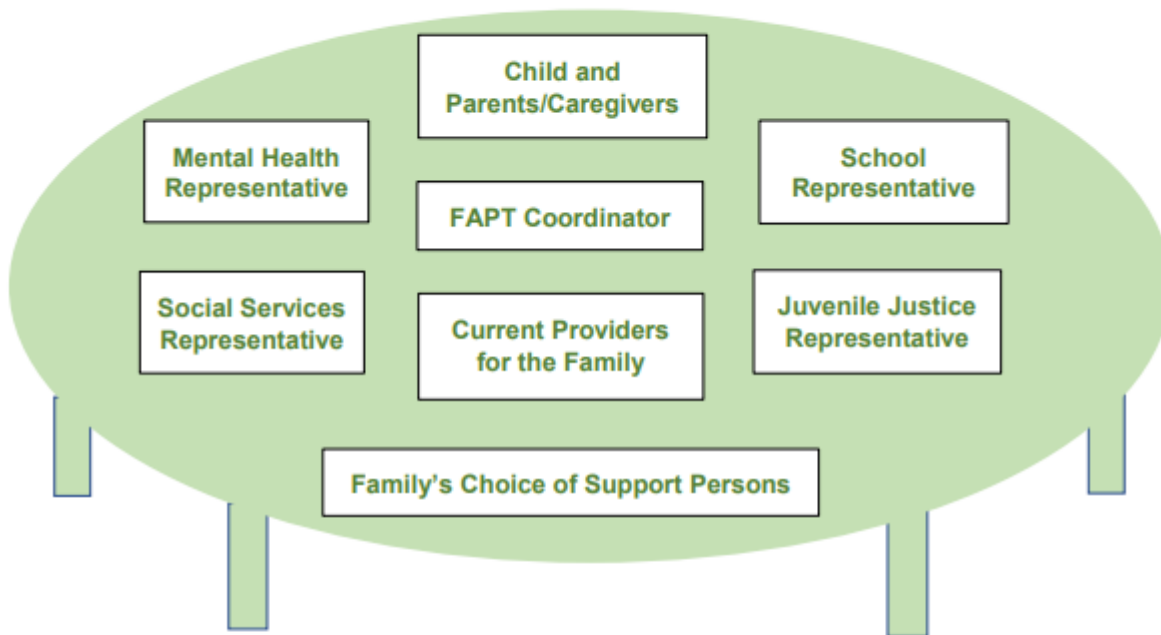 Child and
Parents/Caregivers
Mental Health
Representative
School
Representative
FAPT Coordinator
Social Services
Representative
Current Providers
for the Family
Juvenile Justice
Representative
Family’s Choice of Support Persons